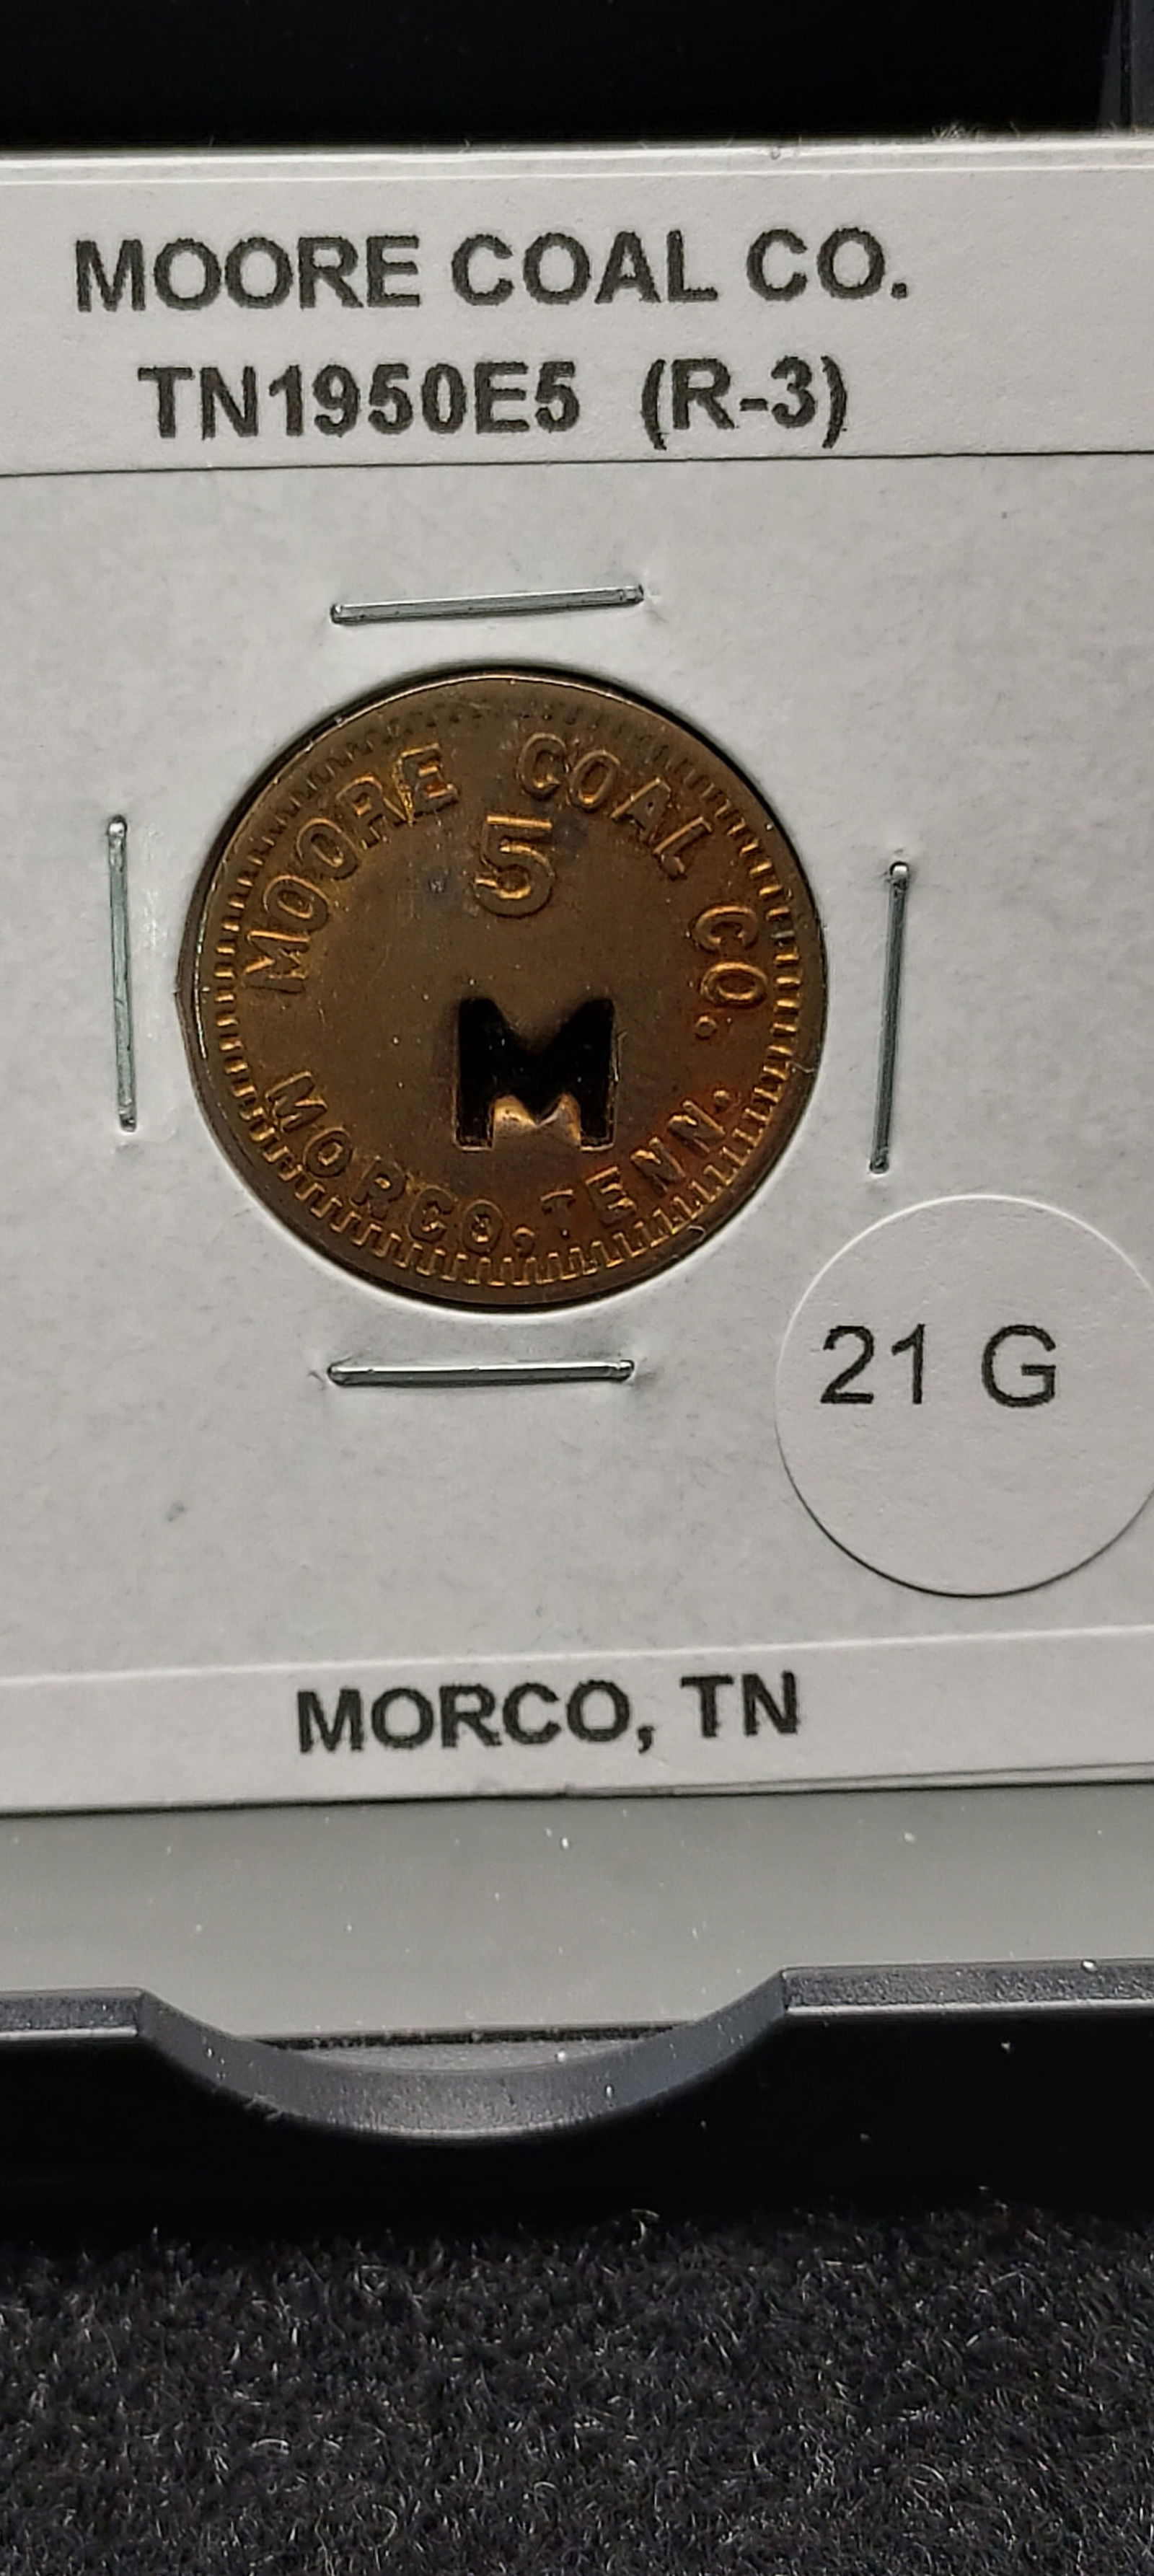 MOORE COAL CO.
TN1950E5 (R-3)
MOORE COAL CO.
5
M
MORCO, TENN.
21 G
MORCO, TN